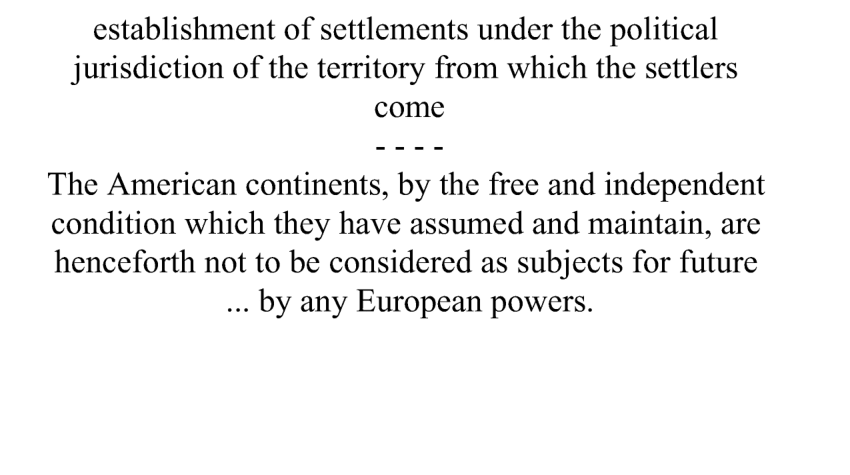 establishment of settlements under the political
jurisdiction of the territory from which the settlers
come
- - - -
The American continents, by the free and independent
condition which they have assumed and maintain, are
henceforth not to be considered as subjects for future
... by any European powers.